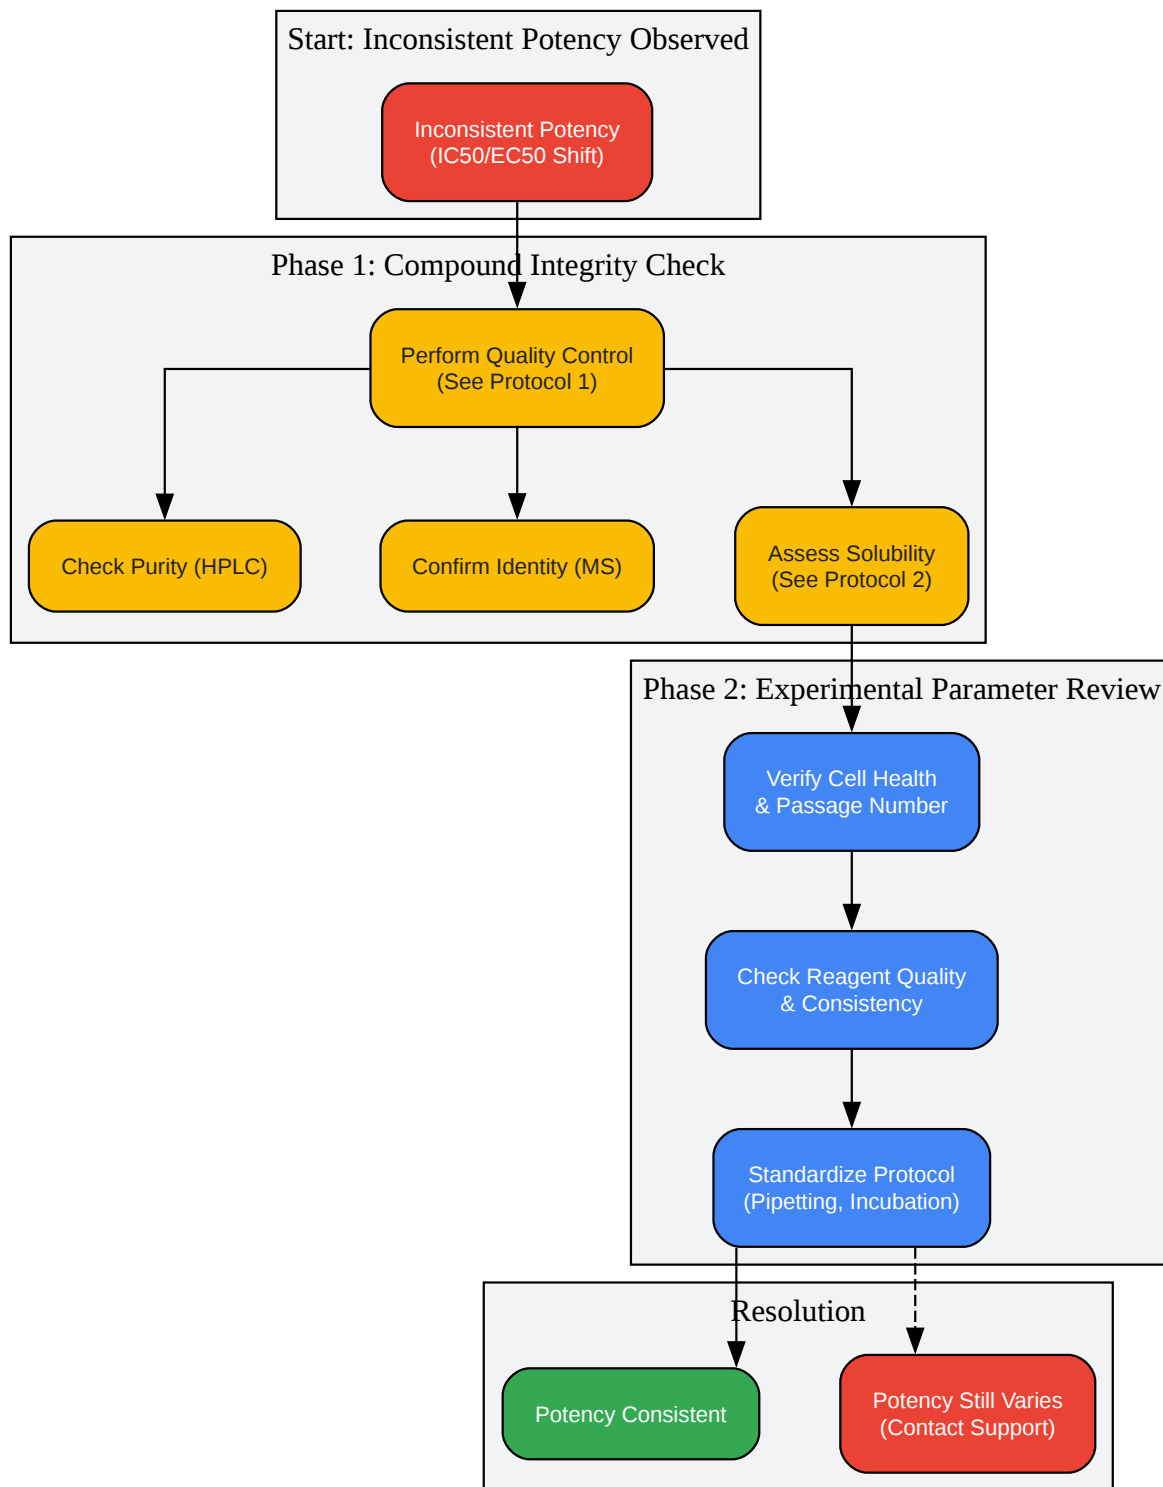 Start: Inconsistent Potency Observed
Inconsistent Potency
(IC50/EC50 Shift)
Phase 1: Compound Integrity Check
Perform Quality Control
(See Protocol 1)
Check Purity (HPLC)
Confirm Identity (MS)
Assess Solubility
(See Protocol 2)
Phase 2: Experimental Parameter Review
Verify Cell Health
& Passage Number
Check Reagent Quality
& Consistency
Standardize Protocol
(Pipetting, Incubation)
Resolution
Potency Consistent
Potency Still Varies
(Contact Support)